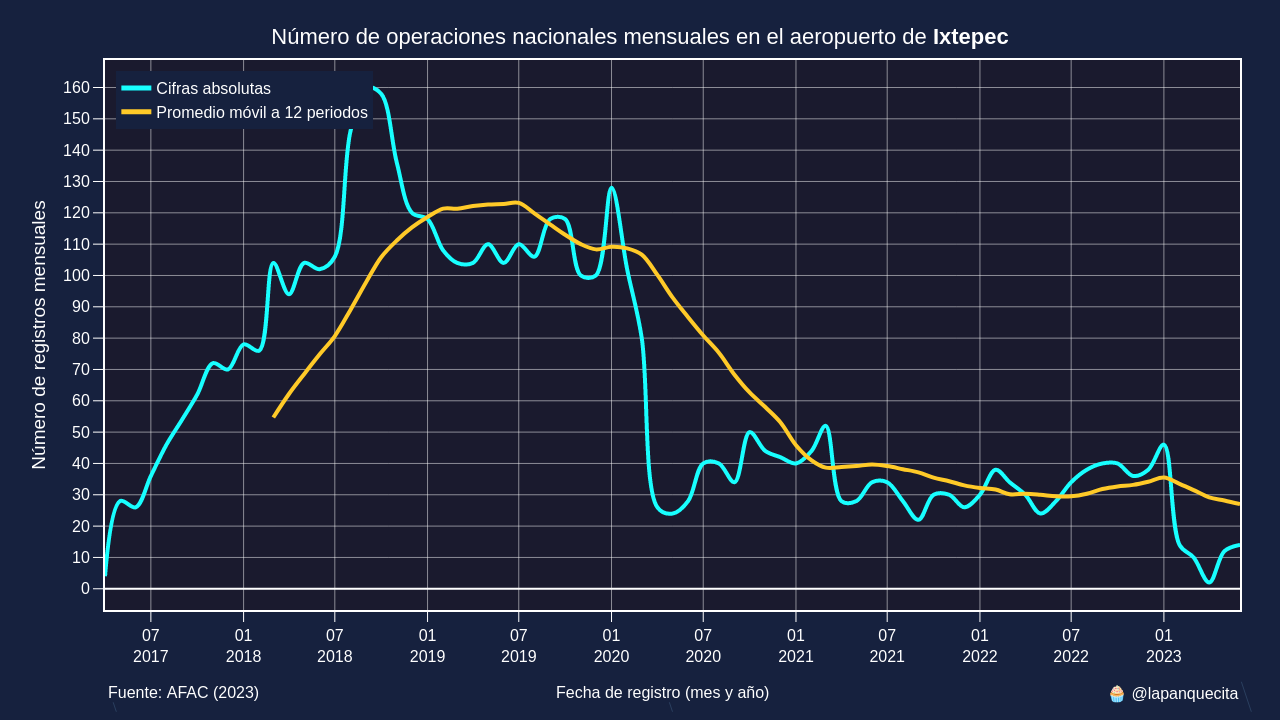 Número de operaciones nacionales mensuales en el aeropuerto de Ixtepec
Cifras absolutas
Promedio móvil a 12 periodos
Número de registros mensuales
160
150
140
130
120
110
100
90
80
70
60
50
40
30
20
10
0
07 01 07 01 07 01 07 01 07 01 07 01
2017 2018 2018 2019 2019 2020 2020 2021 2021 2022 2022 2023
Fuente: AFAC (2023)
Fecha de registro (mes y año)
🧁 @lapanquecita